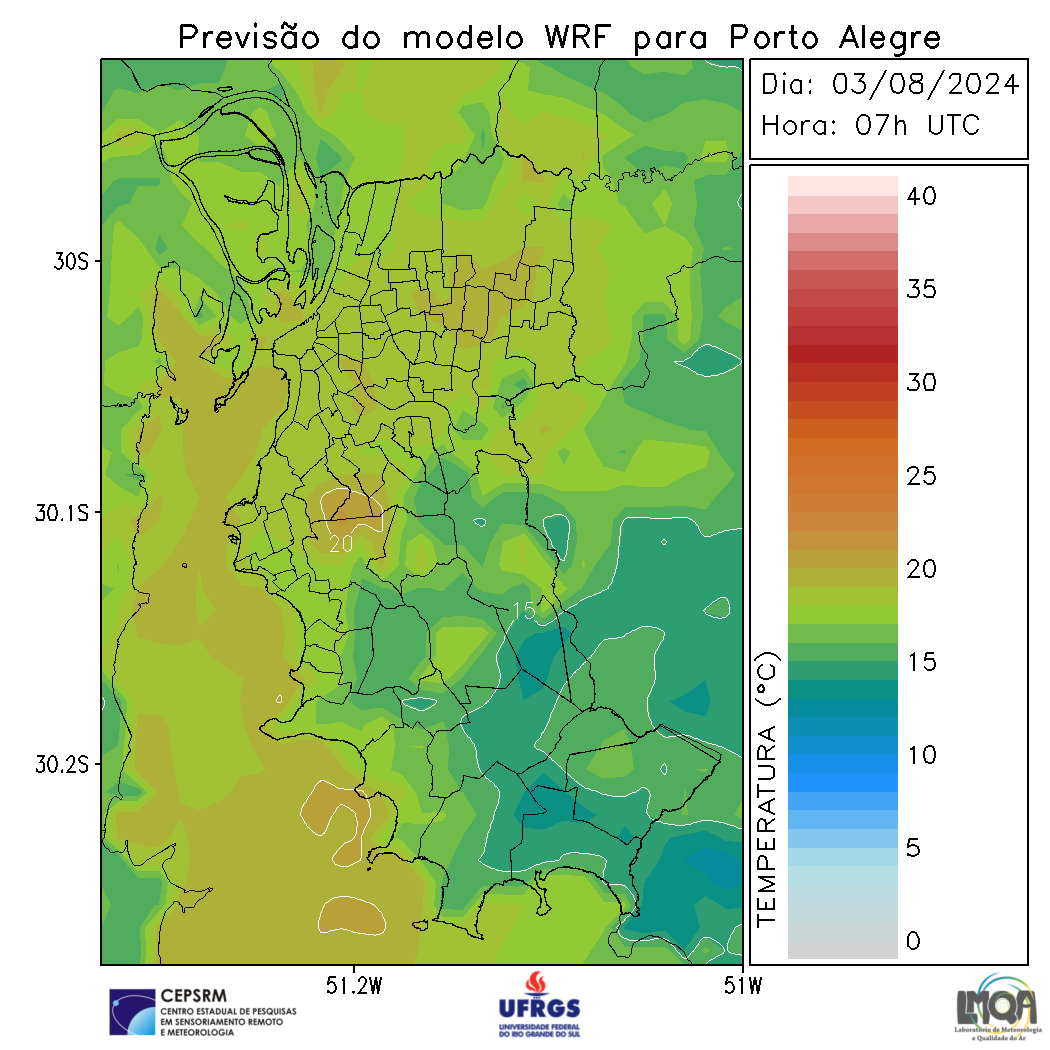 Previsão do modelo WRF para Porto Alegre
Dia: 03/08/2024
Hora: 07h UTC
40
35
30
25
20
15
10
5
0
TEMPERATURA (°C)
30S
30.1S
30.2S
20
15
51.2W
51W
CEPSRM
CENTRO ESTADUAL DE PESQUISAS
EM SENSORIAMENTO REMOTO
E METEOROLOGIA
UFRGS
UNIVERSIDADE FEDERAL
DO RIO GRANDE DO SUL
LMQA
Laboratório de Meteorologia
e Qualidade do Ar